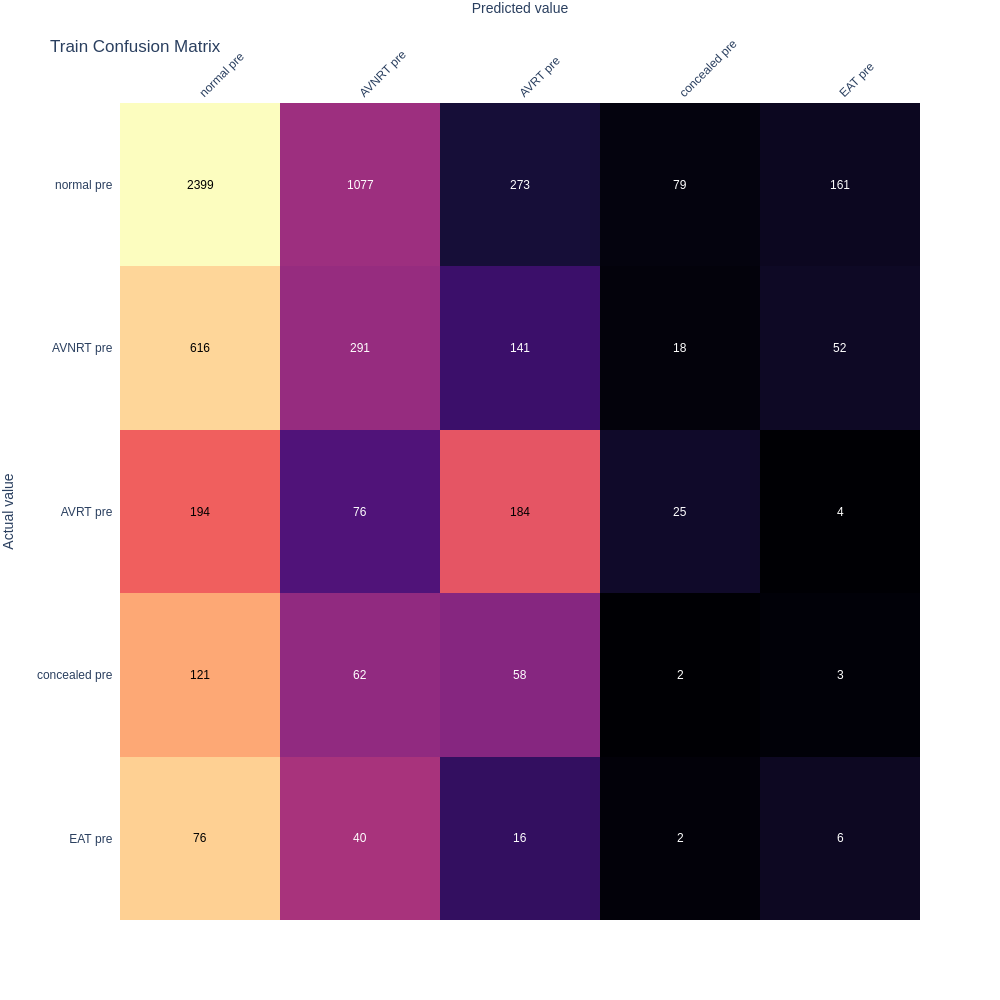 Predicted value
Train Confusion Matrix
normal pre AVNRT pre AVRT pre concealed pre EAT pre
normal pre 2399 1077 273 79 161
AVNRT pre 616 291 141 18 52
Actual value
AVRT pre 194 76 184 25 4
concealed pre 121 62 58 2 3
EAT pre 76 40 16 2 6